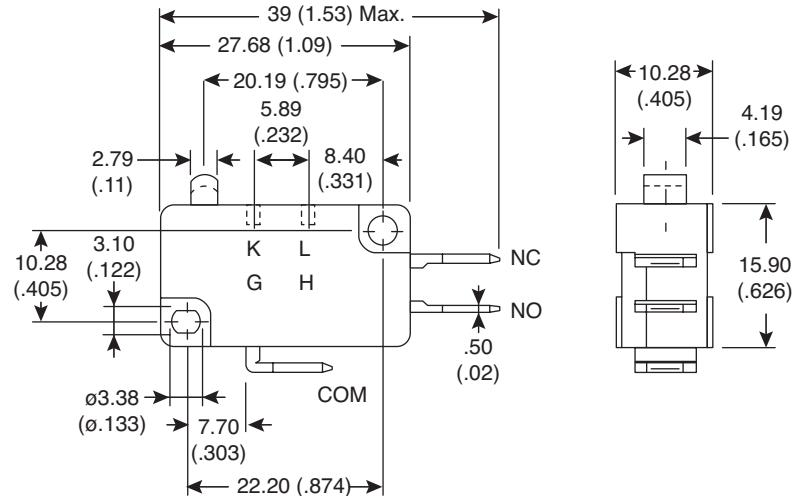 39 (1.53) Max.
27.68 (1.09)
20.19 (.795)
5.89
(.232)
2.79
(.11)
8.40
(.331)
10.28
(.405)
4.19
(.165)
K L
G H
3.10
(.122)
10.28
(.405)
NC
NO
15.90
(.626)
.50
(.02)
COM
ø3.38
(ø.133)
7.70
(.303)
22.20 (.874)